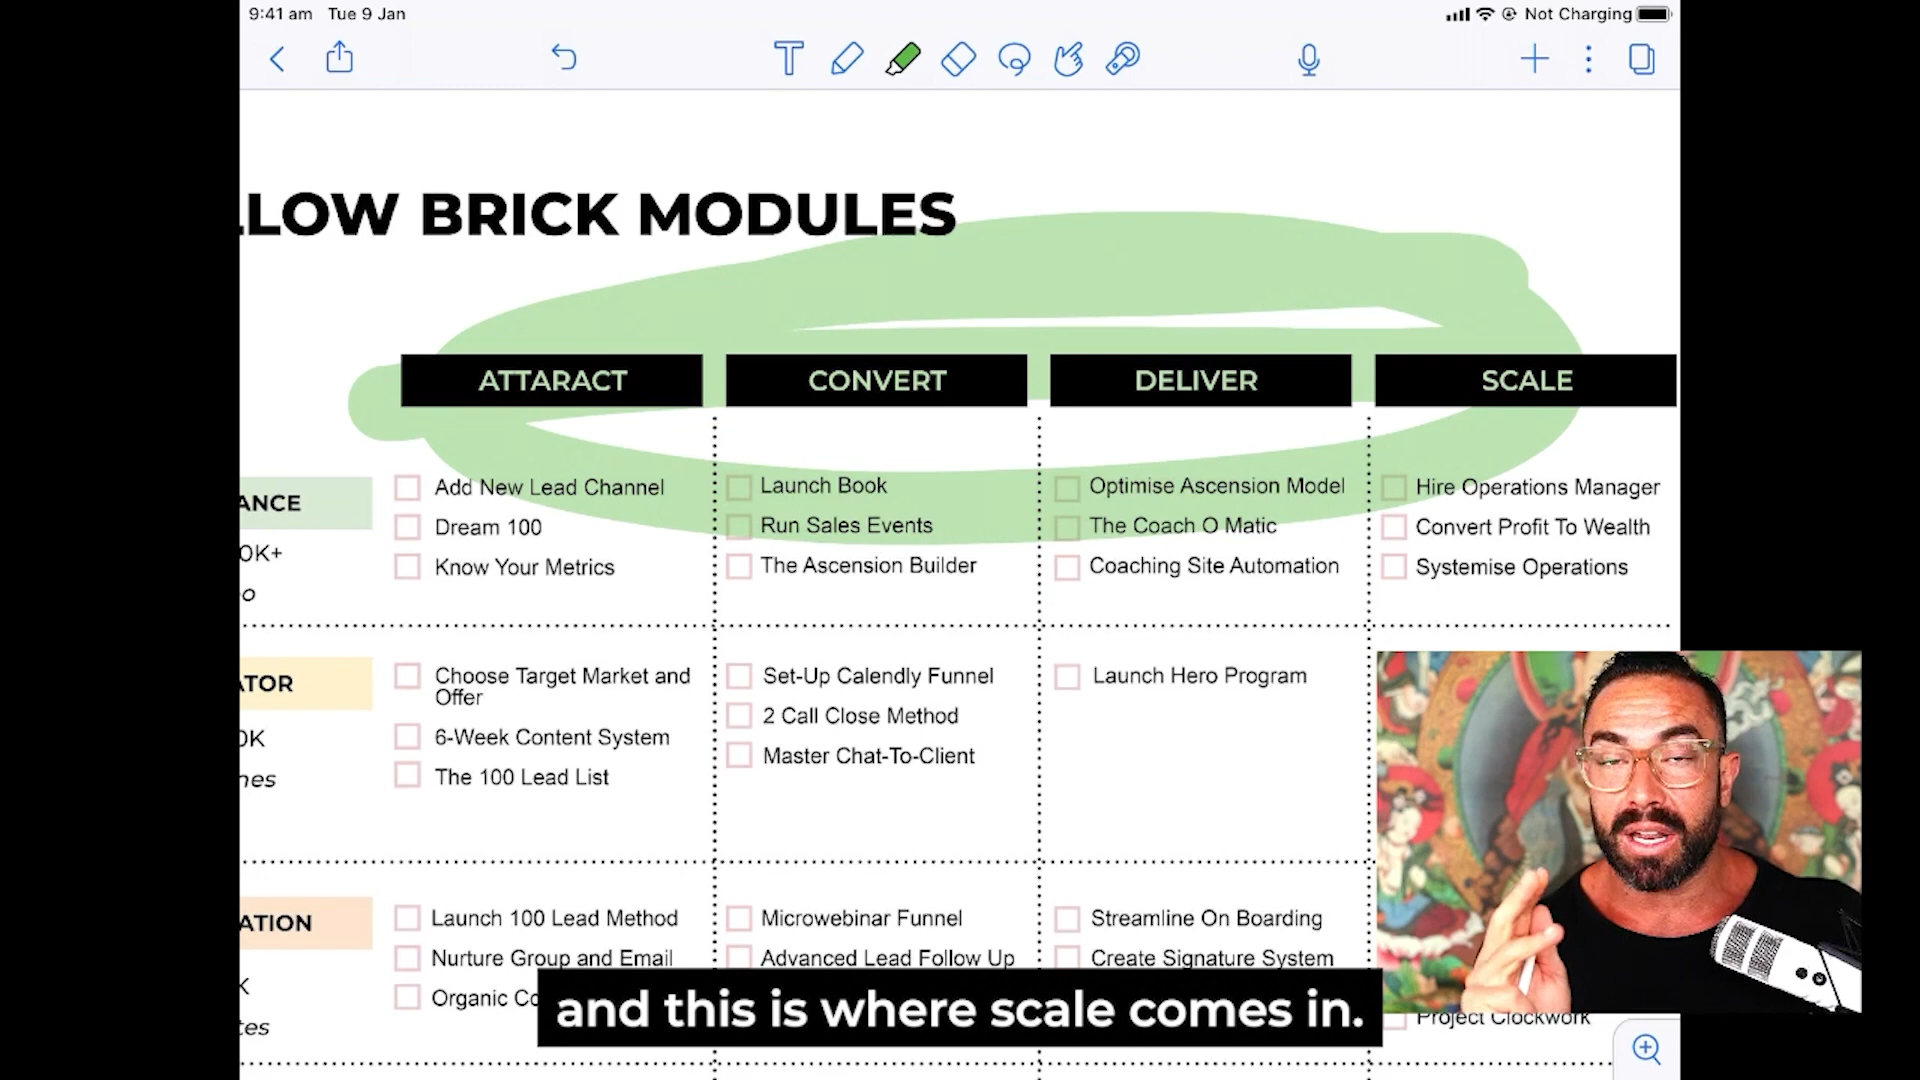 9:41 am Tue 9 Jan
Not Charging
LLOW BRICK MODULES
ATTARACT CONVERT DELIVER SCALE
ANCE
0K+
Add New Lead Channel
Dream 100
Know Your Metrics
Launch Book
Run Sales Events
The Ascension Builder
Optimise Ascension Model
The Coach O Matic
Coaching Site Automation
Hire Operations Manager
Convert Profit To Wealth
Systemise Operations
ATOR
0K
Choose Target Market and
Offer
6-Week Content System
The 100 Lead List
Set-Up Calendly Funnel
2 Call Close Method
Master Chat-To-Client
Launch Hero Program
ATION
K
Launch 100 Lead Method
Nurture Group and Email
Organic
Microwebinar Funnel
Advanced Lead Follow Up
Streamline On Boarding
Create Signature System
Project Clockwork
and this is where scale comes in.